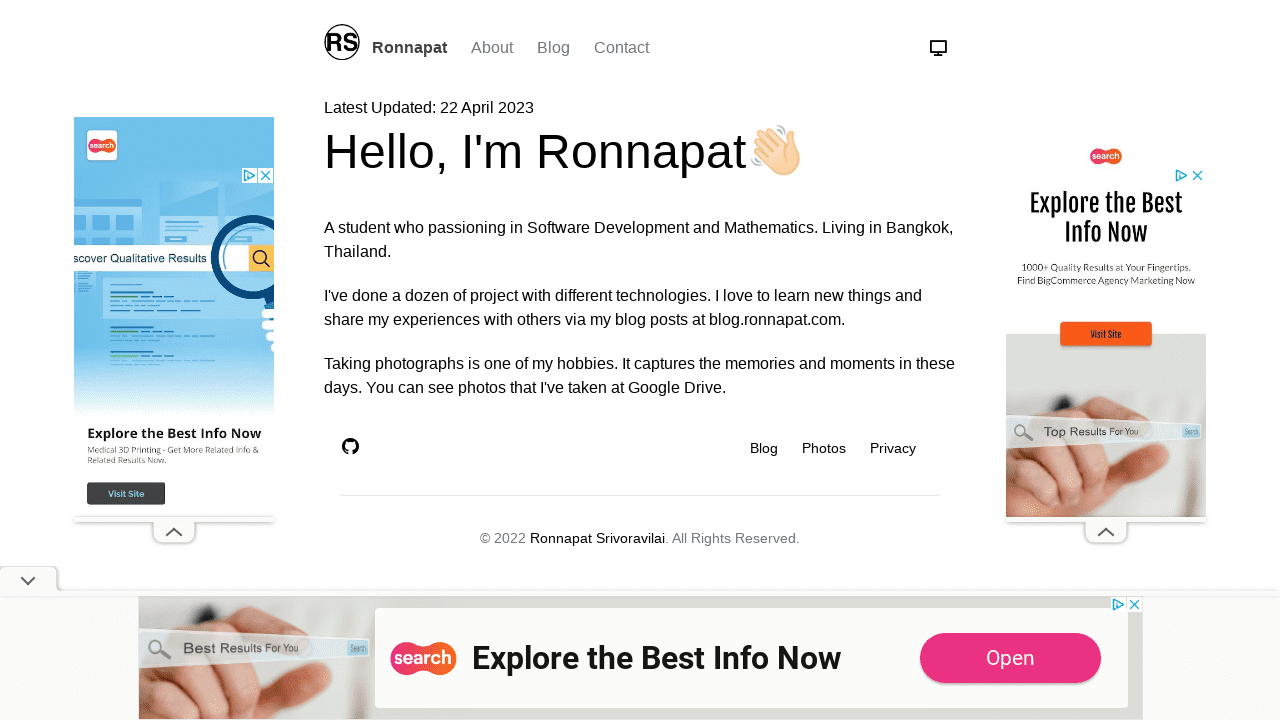 RS
Ronnapat About Blog Contact
Latest Updated: 22 April 2023
Hello, I'm Ronnapat
A student who passioning in Software Development and Mathematics. Living in Bangkok,
Thailand.
I've done a dozen of project with different technologies. I love to learn new things and
share my experiences with others via my blog posts at blog.ronnapat.com.
Taking photographs is one of my hobbies. It captures the memories and moments in these
days. You can see photos that I've taken at Google Drive.
Blog Photos Privacy
© 2022 Ronnapat Srivoravilai. All Rights Reserved.
search
scover Qualitative Results
Explore the Best Info Now
Medical 3D Printing - Get More Related Info &
Related Results Now.
Visit Site
search
Explore the Best
Info Now
1000+ Quality Results at Your Fingertips.
Find BigCommerce Agency Marketing Now
Visit Site
Top Results For You Search
Best Results For You Search
search
Explore the Best Info Now
Open